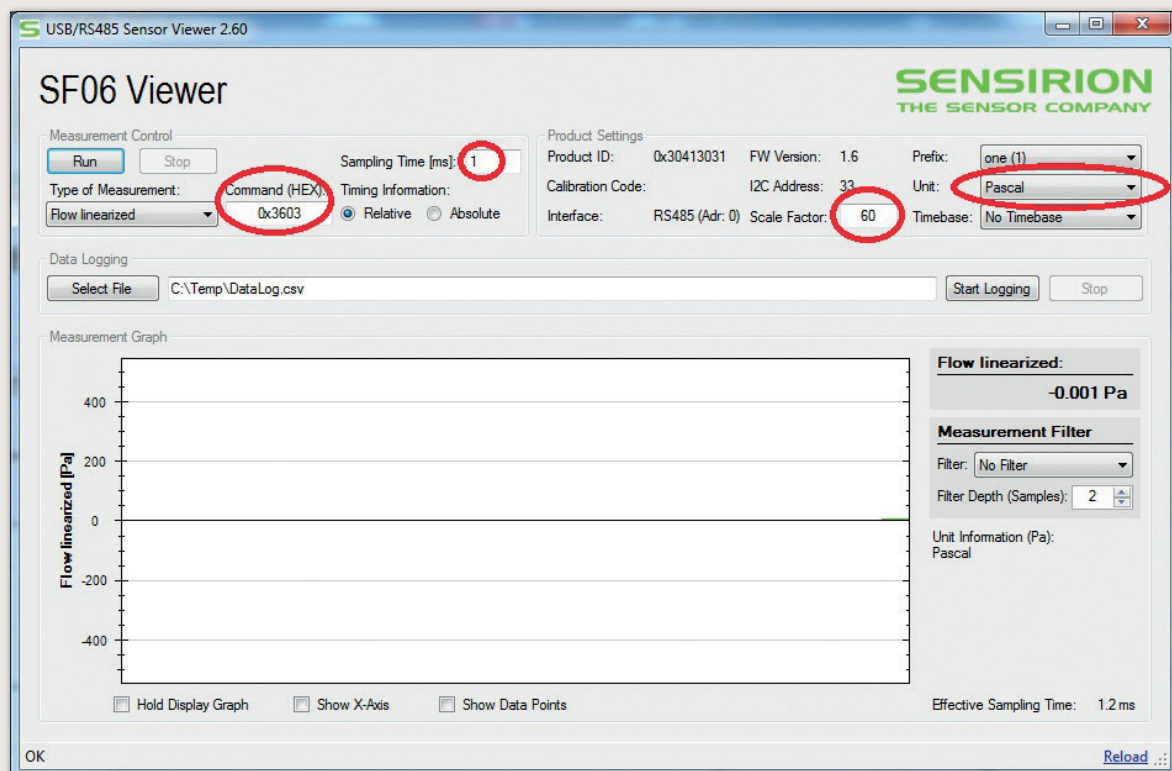 USB/RS485 Sensor Viewer 2.60
SF06 Viewer
SENSIRION
THE SENSOR COMPANY
Measurement Control
Run Stop Sampling Time [ms]: 1
Type of Measurement: Command (HEX): Timing Information:
Flow linearized 0x3603 Relative Absolute
Product Settings
Product ID: 0x30413031 FW Version: 1.6 Prefix: one (1)
Calibration Code: I2C Address: 33 Unit: Pascal
Interface: RS485 (Adr: 0) Scale Factor: 60 Timebase: No Timebase
Data Logging
Select File C:\Temp\DataLog.csv Start Logging Stop
Measurement Graph
Flow linearized [Pa]
400
200
0
-200
-400
Flow linearized:
-0.001 Pa
Measurement Filter
Filter: No Filter
Filter Depth (Samples): 2
Unit Information (Pa):
Pascal
Hold Display Graph Show X-Axis Show Data Points
Effective Sampling Time: 1.2 ms
OK Reload